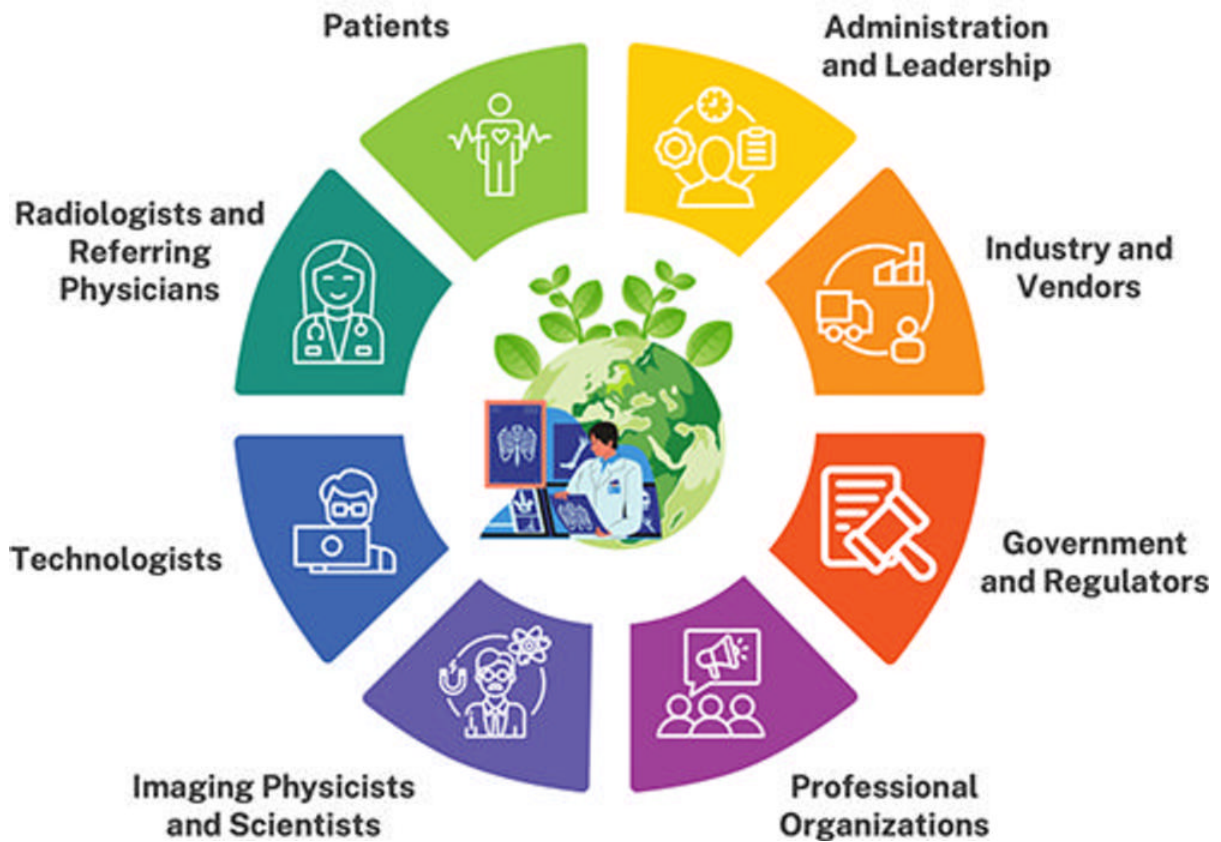 Patients
Administration
and Leadership
Radiologists and
Referring
Physicians
Industry and
Vendors
Technologists
Government
and Regulators
Imaging Physicists
and Scientists
Professional
Organizations